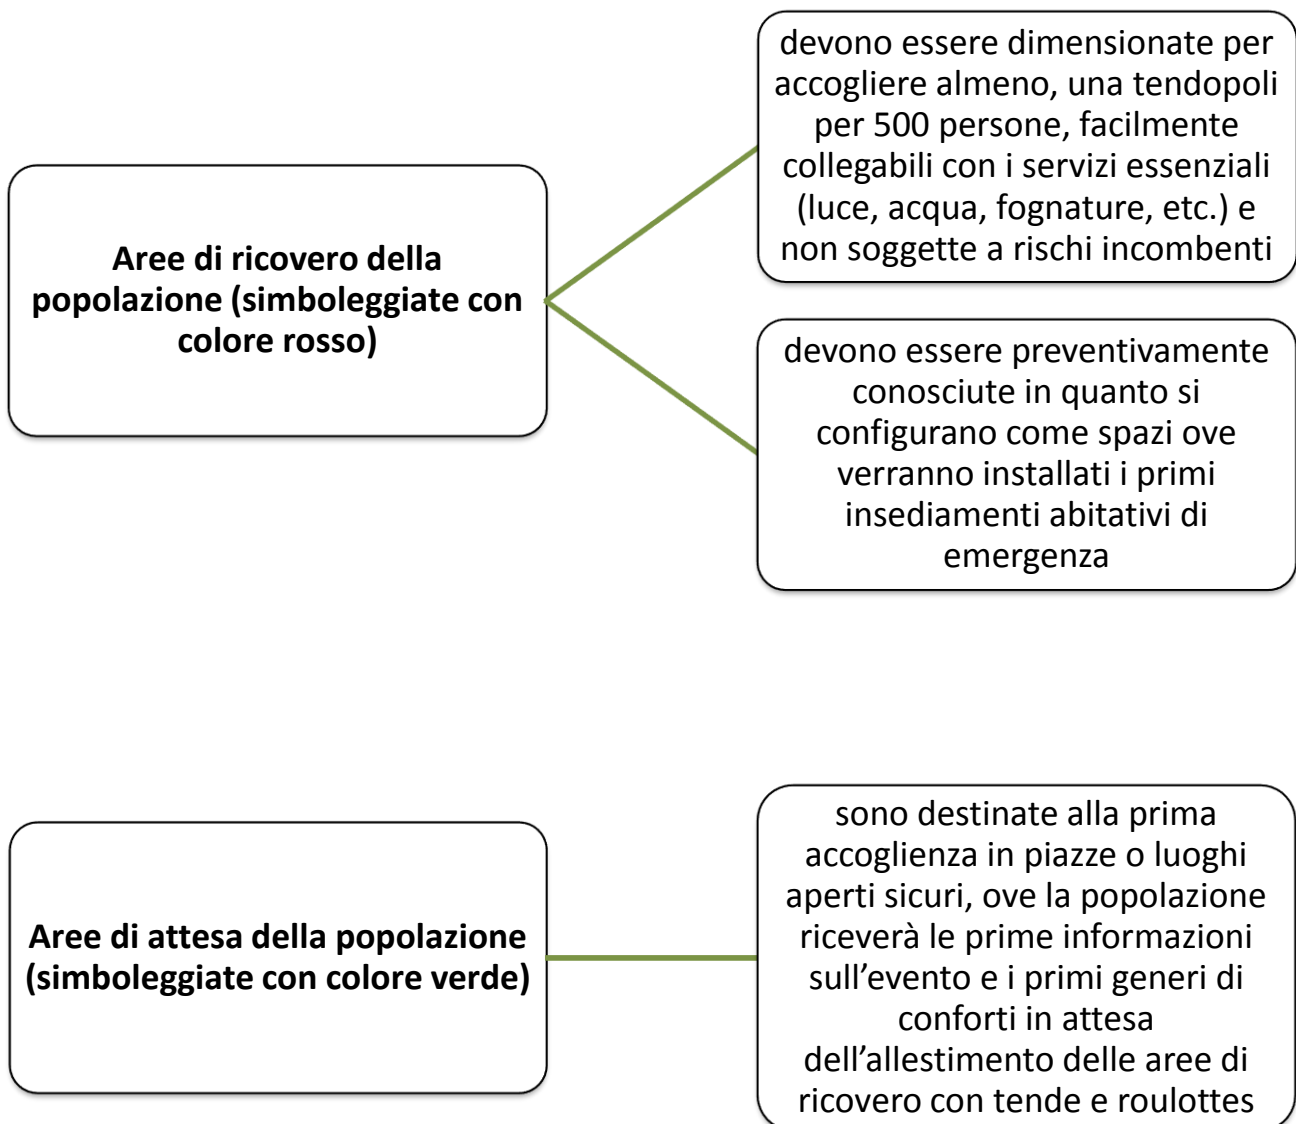 Aree di ricovero della
popolazione (simboleggiate con
colore rosso)
devono essere dimensionate per
accogliere almeno, una tendopoli
per 500 persone, facilmente
collegabili con i servizi essenziali
(luce, acqua, fognature, etc.) e
non soggette a rischi incombenti
devono essere preventivamente
conosciute in quanto si
configurano come spazi ove
verranno installati i primi
insediamenti abitativi di
emergenza
Aree di attesa della popolazione
(simboleggiate con colore verde)
sono destinate alla prima
accoglienza in piazze o luoghi
aperti sicuri, ove la popolazione
riceverà le prime informazioni
sull’evento e i primi generi di
conforti in attesa
dell’allestimento delle aree di
ricovero con tende e roulottes